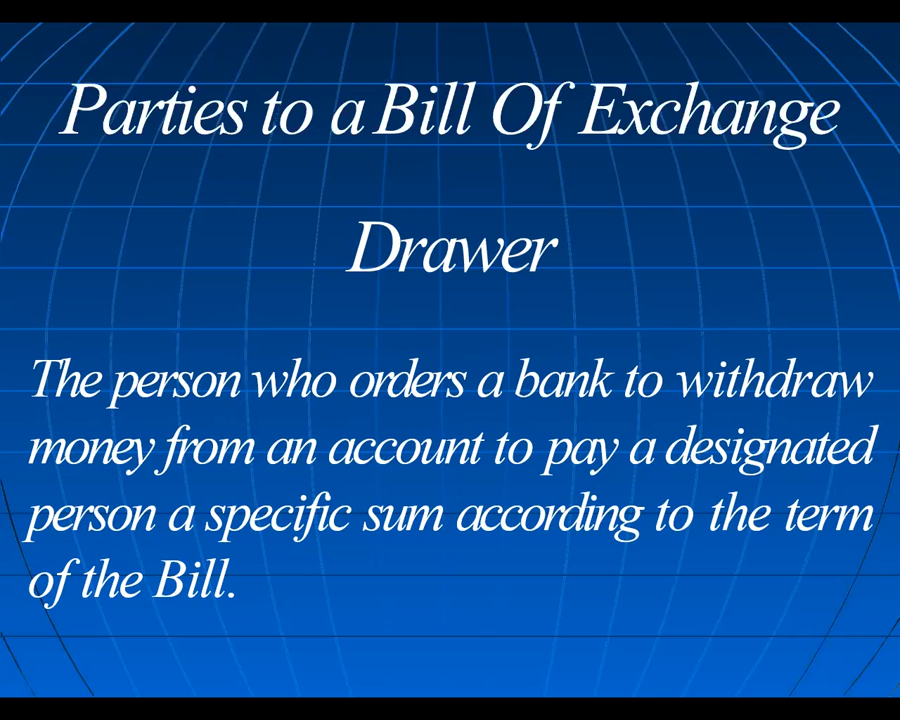 Parties to a Bill Of Exchange
Drawer
The person who orders a bank to withdraw
money from an account to pay a designated
person a specific sum according to the term
of the Bill.